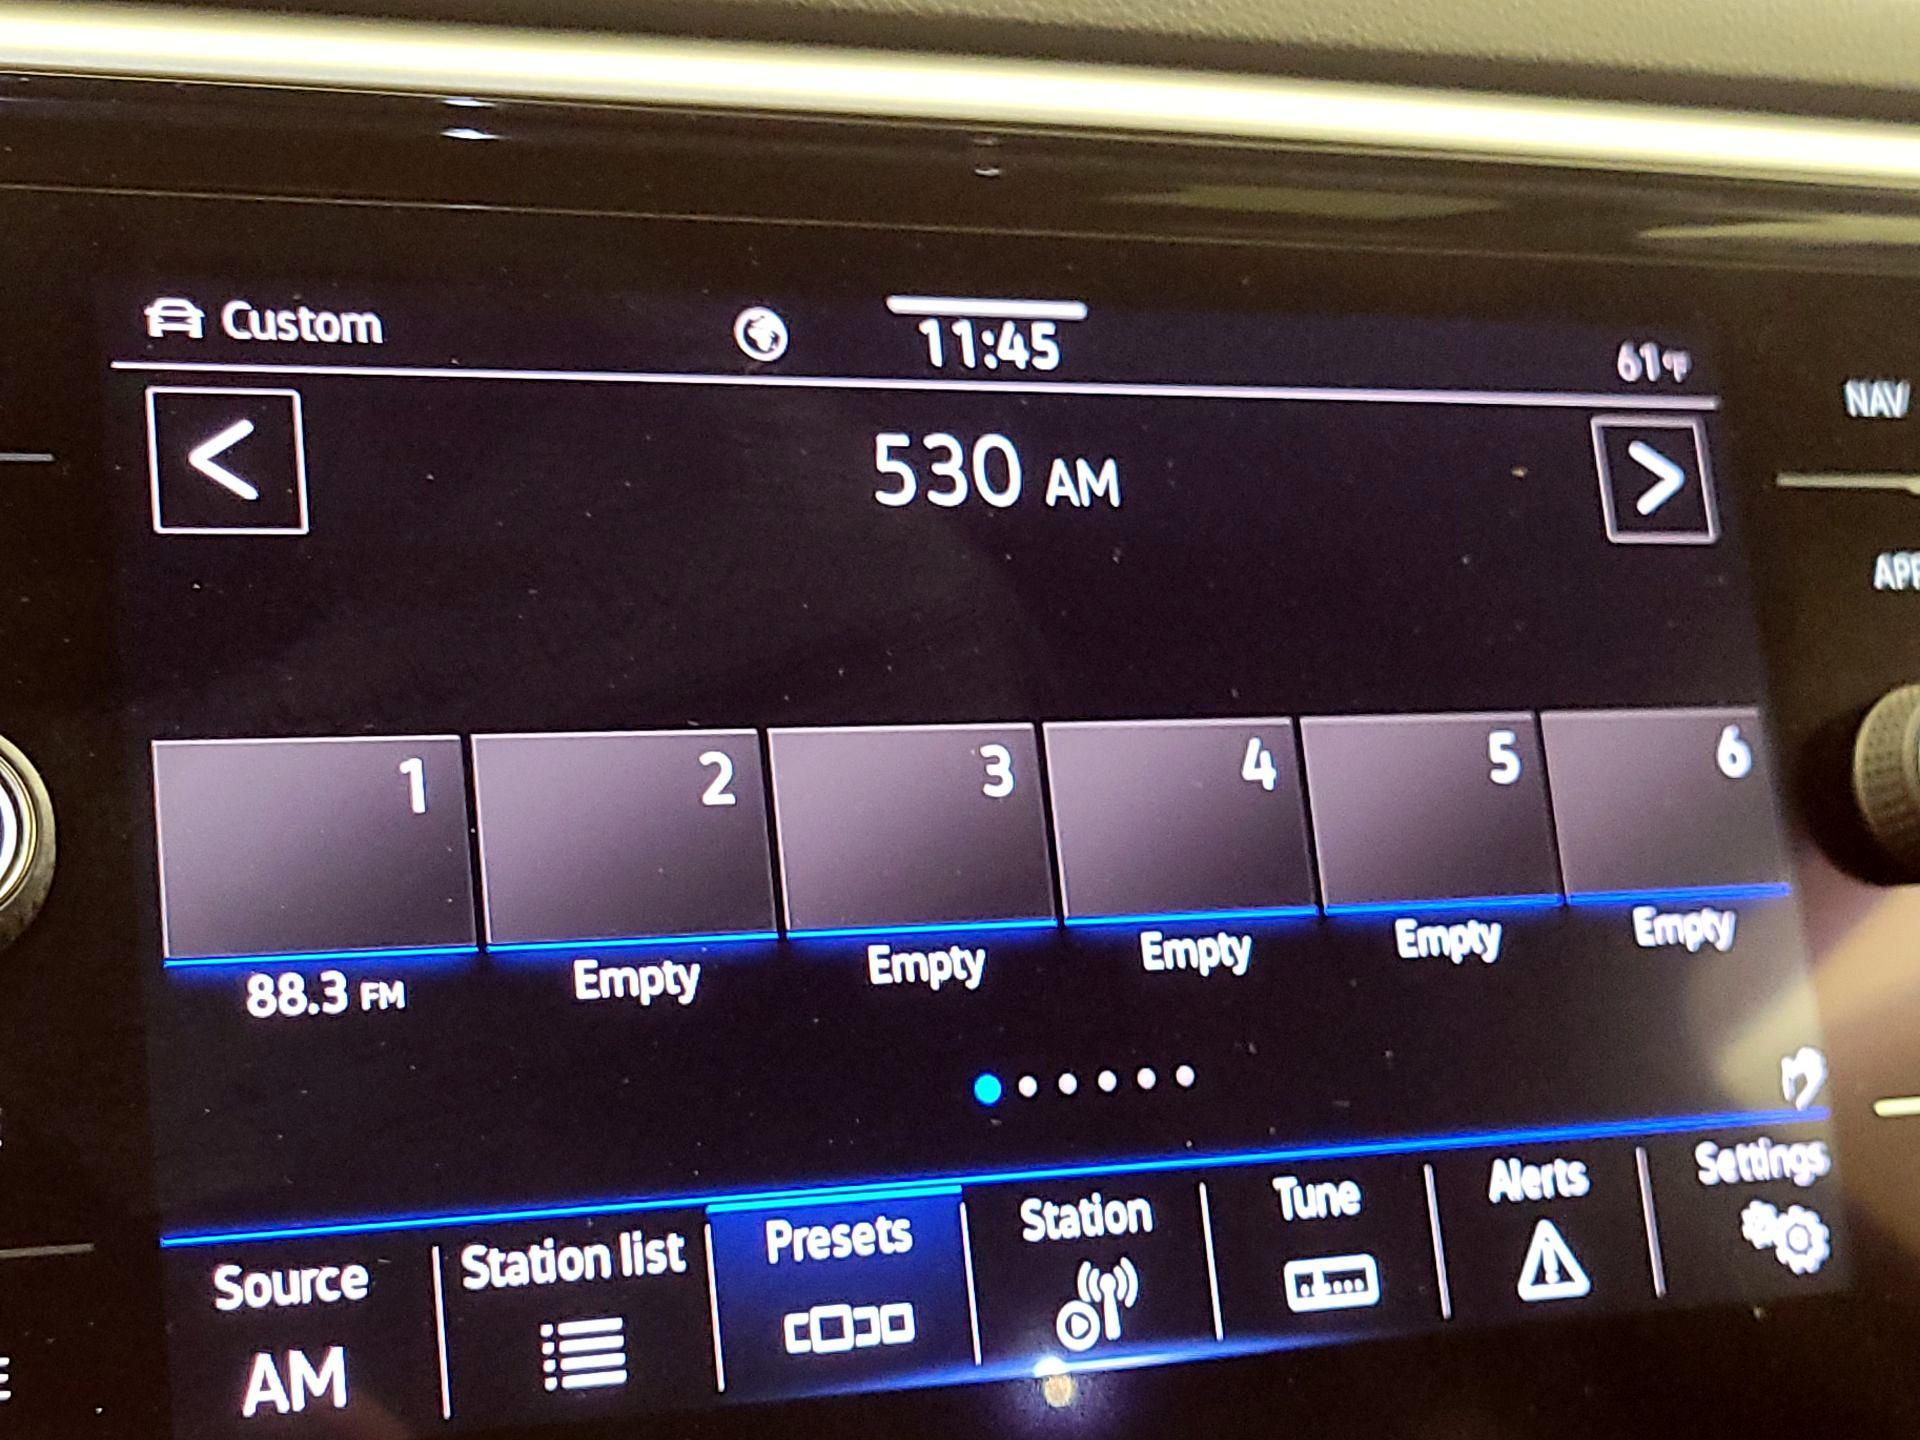 Custom
11:45
61°F
NAV
530 AM
1
2
3
4
5
6
88.3 FM
Empty
Empty
Empty
Empty
Empty
Source
AM
Station list
Presets
Station
Tune
Alerts
Settings